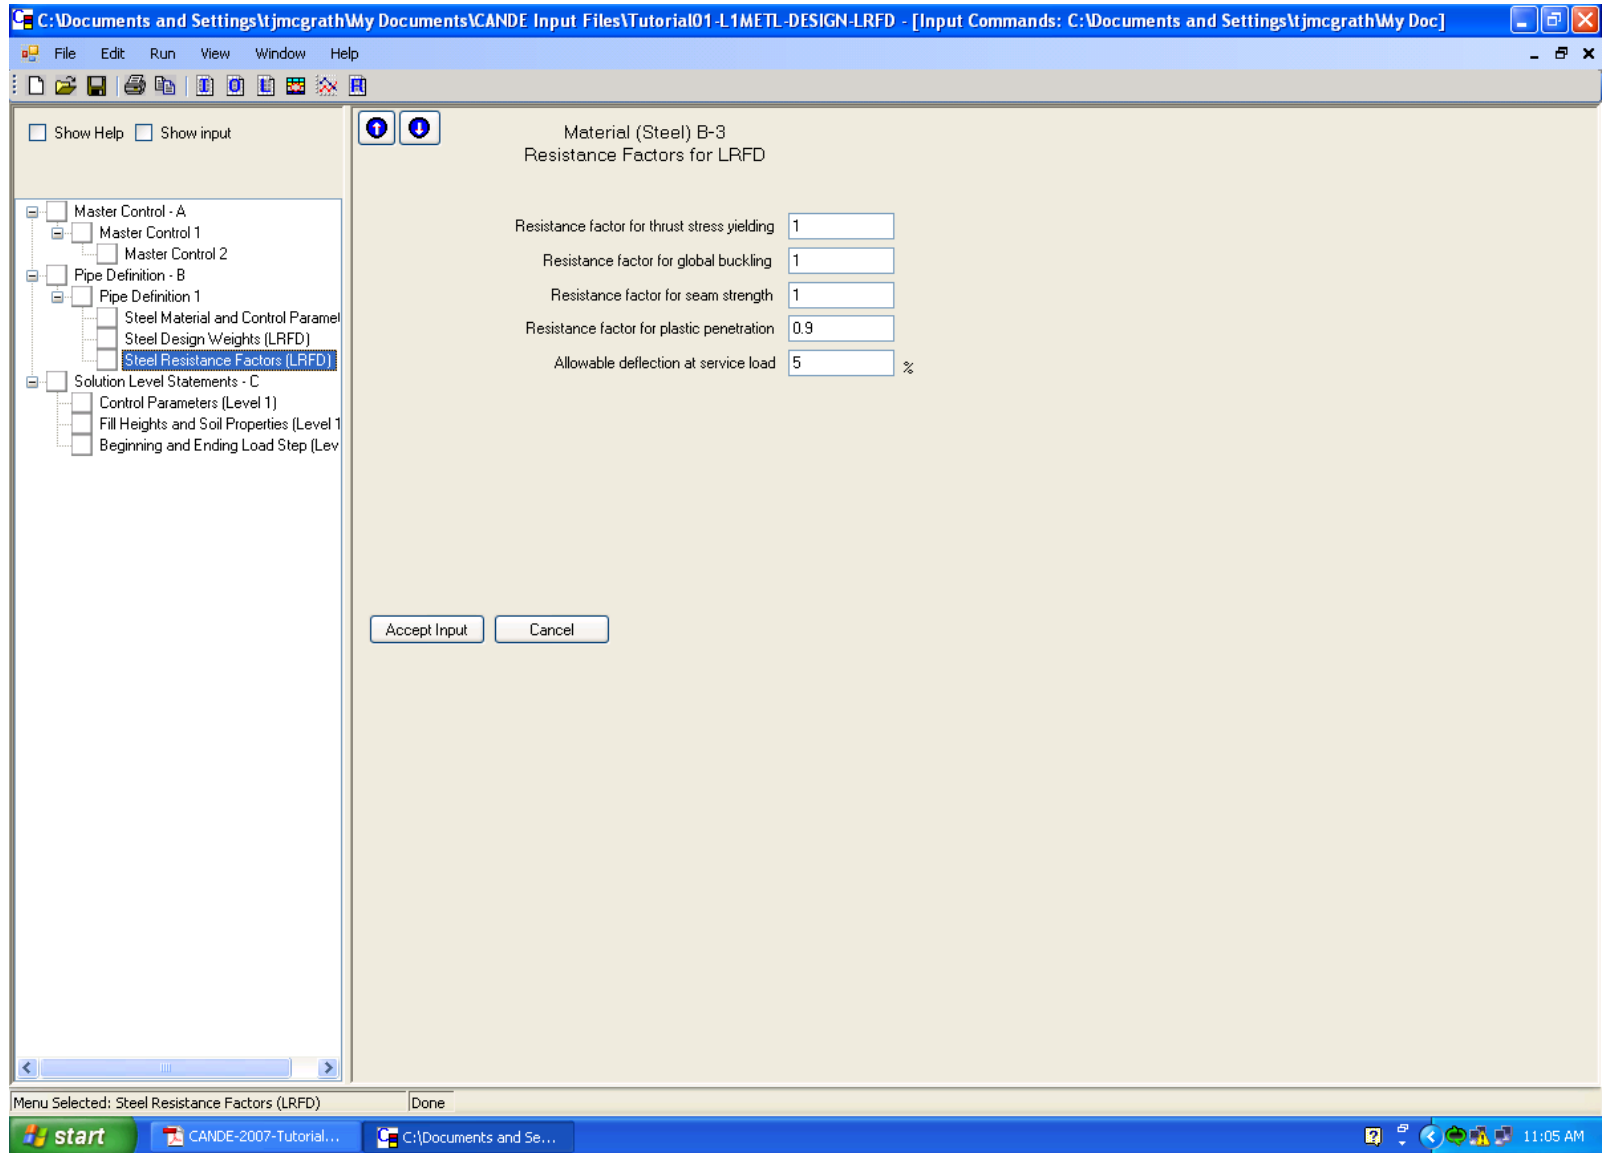 C:\Documents and Settings\tjmcgrath\My Documents\CANDE Input Files\Tutorial01-L1METL-DESIGN-LRFD - [Input Commands: C:\Documents and Settings\tjmcgrath\My Doc]
File Edit Run View Window Help
Show Help Show input
Material (Steel) B-3
Resistance Factors for LRFD
Master Control - A
Master Control 1
Master Control 2
Pipe Definition - B
Pipe Definition 1
Steel Material and Control Paramet
Steel Design Weights (LRFD)
Steel Resistance Factors (LRFD)
Solution Level Statements - C
Control Parameters (Level 1)
Fill Heights and Soil Properties (Level 1
Beginning and Ending Load Step (Lev
Resistance factor for thrust stress yielding 1
Resistance factor for global buckling 1
Resistance factor for seam strength 1
Resistance factor for plastic penetration 0.9
Allowable deflection at service load 5 %
Accept Input Cancel
Menu Selected: Steel Resistance Factors (LRFD) Done
start CANDE-2007-Tutorial... C:\Documents and Se... 11:05 AM